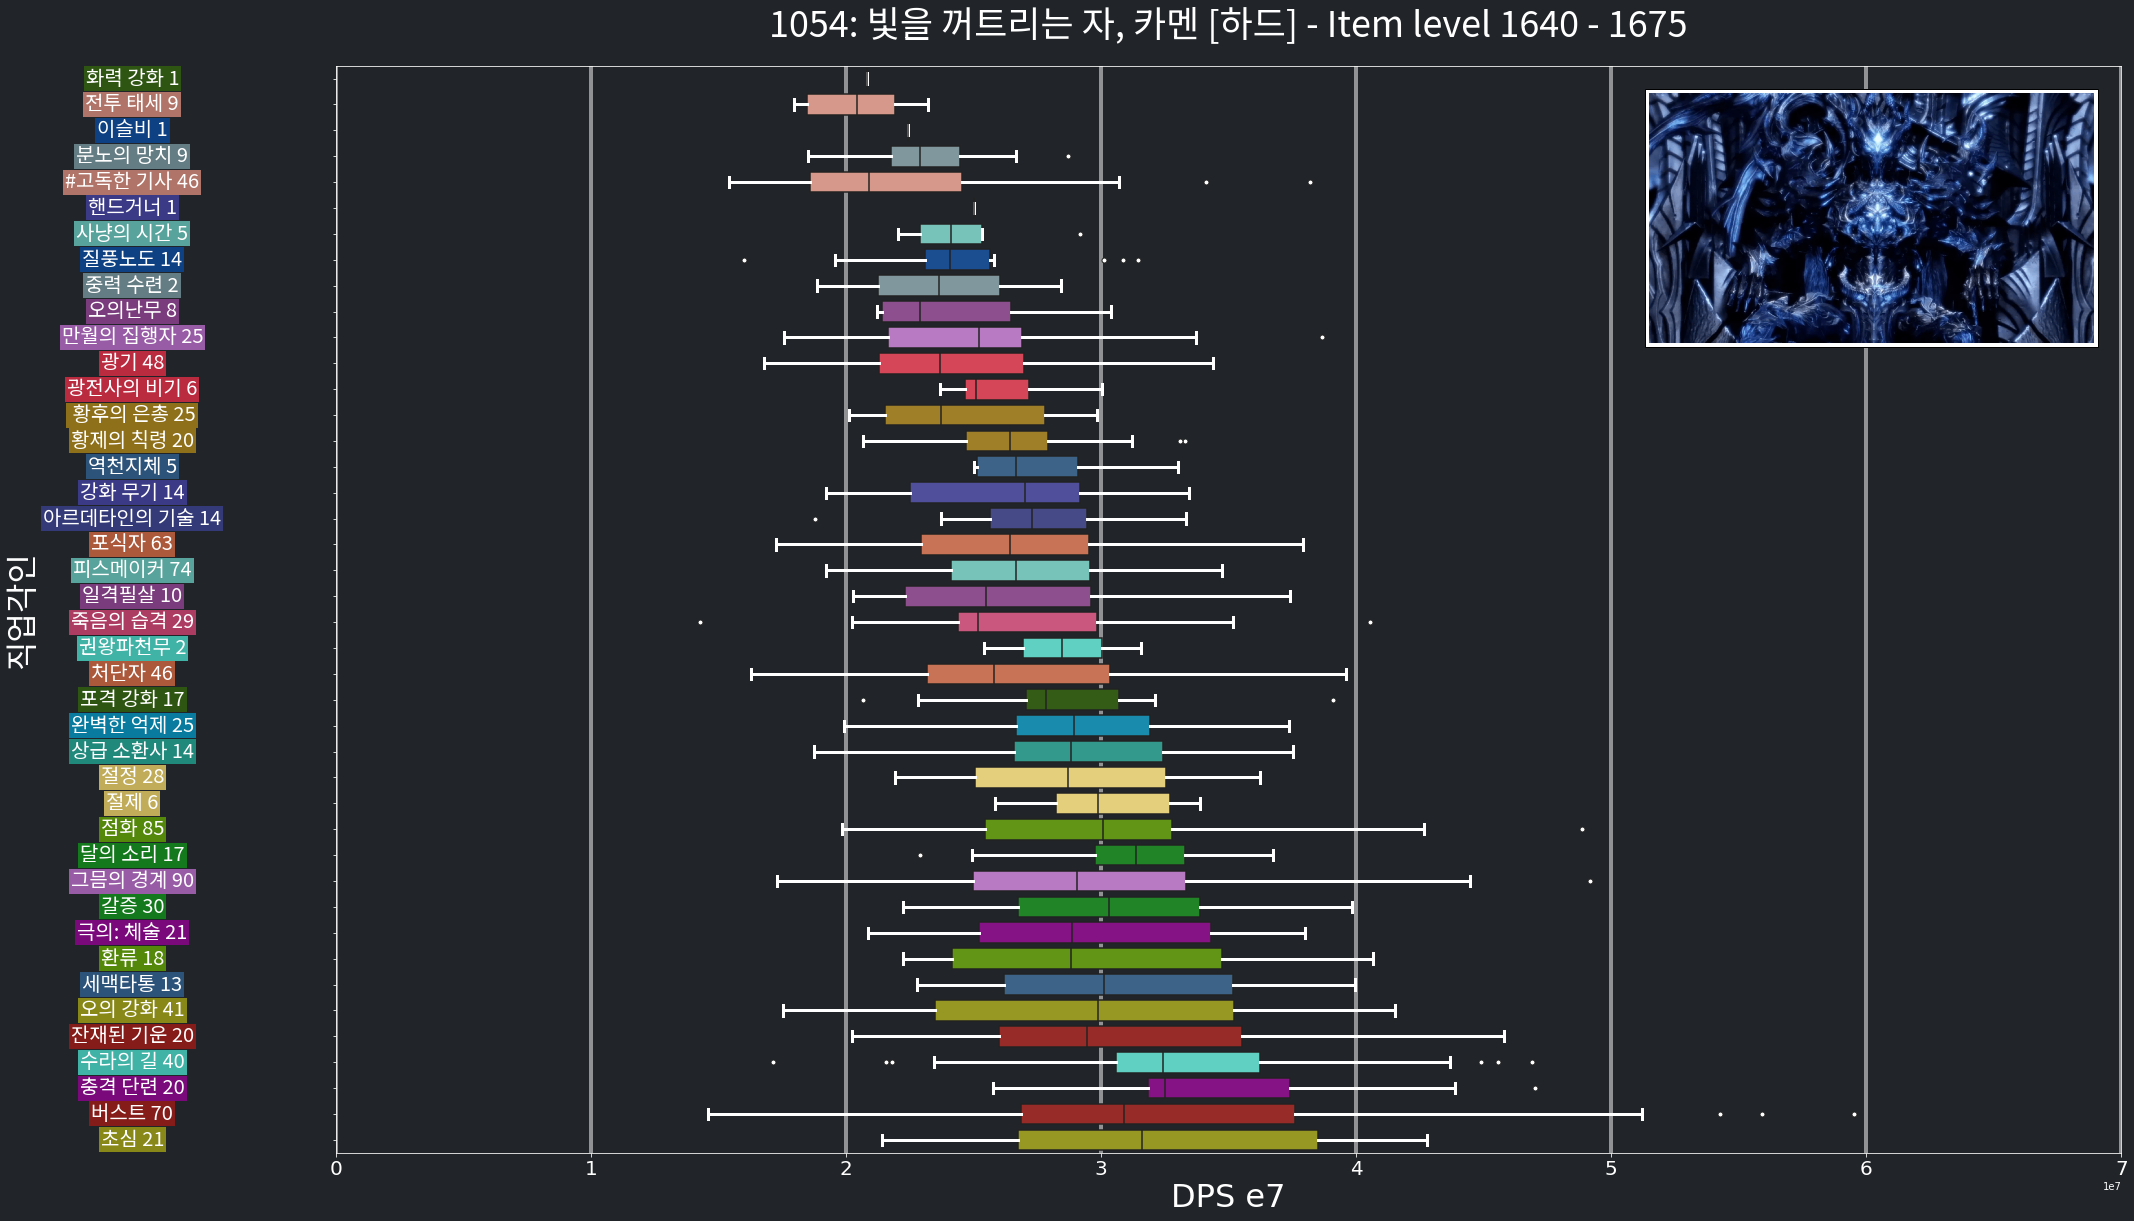 1054: 빛을 꺼트리는 자, 카멘 [하드] - Item level 1640 - 1675
직업각인
화력 강화 1
전투 태세 9
이슬비 1
분노의 망치 9
#고독한 기사 46
핸드거너 1
사냥의 시간 5
질풍노도 14
중력 수련 2
오의난무 8
만월의 집행자 25
광기 48
광전사의 비기 6
황후의 은총 25
황제의 칙령 20
역천지체 5
강화 무기 14
아르데타인의 기술 14
포식자 63
피스메이커 74
일격필살 10
죽음의 습격 29
권왕파천무 2
처단자 46
포격 강화 17
완벽한 억제 25
상급 소환사 14
절정 28
절제 6
점화 85
달의 소리 17
그믐의 경계 90
갈증 30
극의: 체술 21
환류 18
세맥타통 13
오의 강화 41
잔재된 기운 20
수라의 길 40
충격 단련 20
버스트 70
초심 21
0 1 2 3 4 5 6 7
1e7
DPS e7